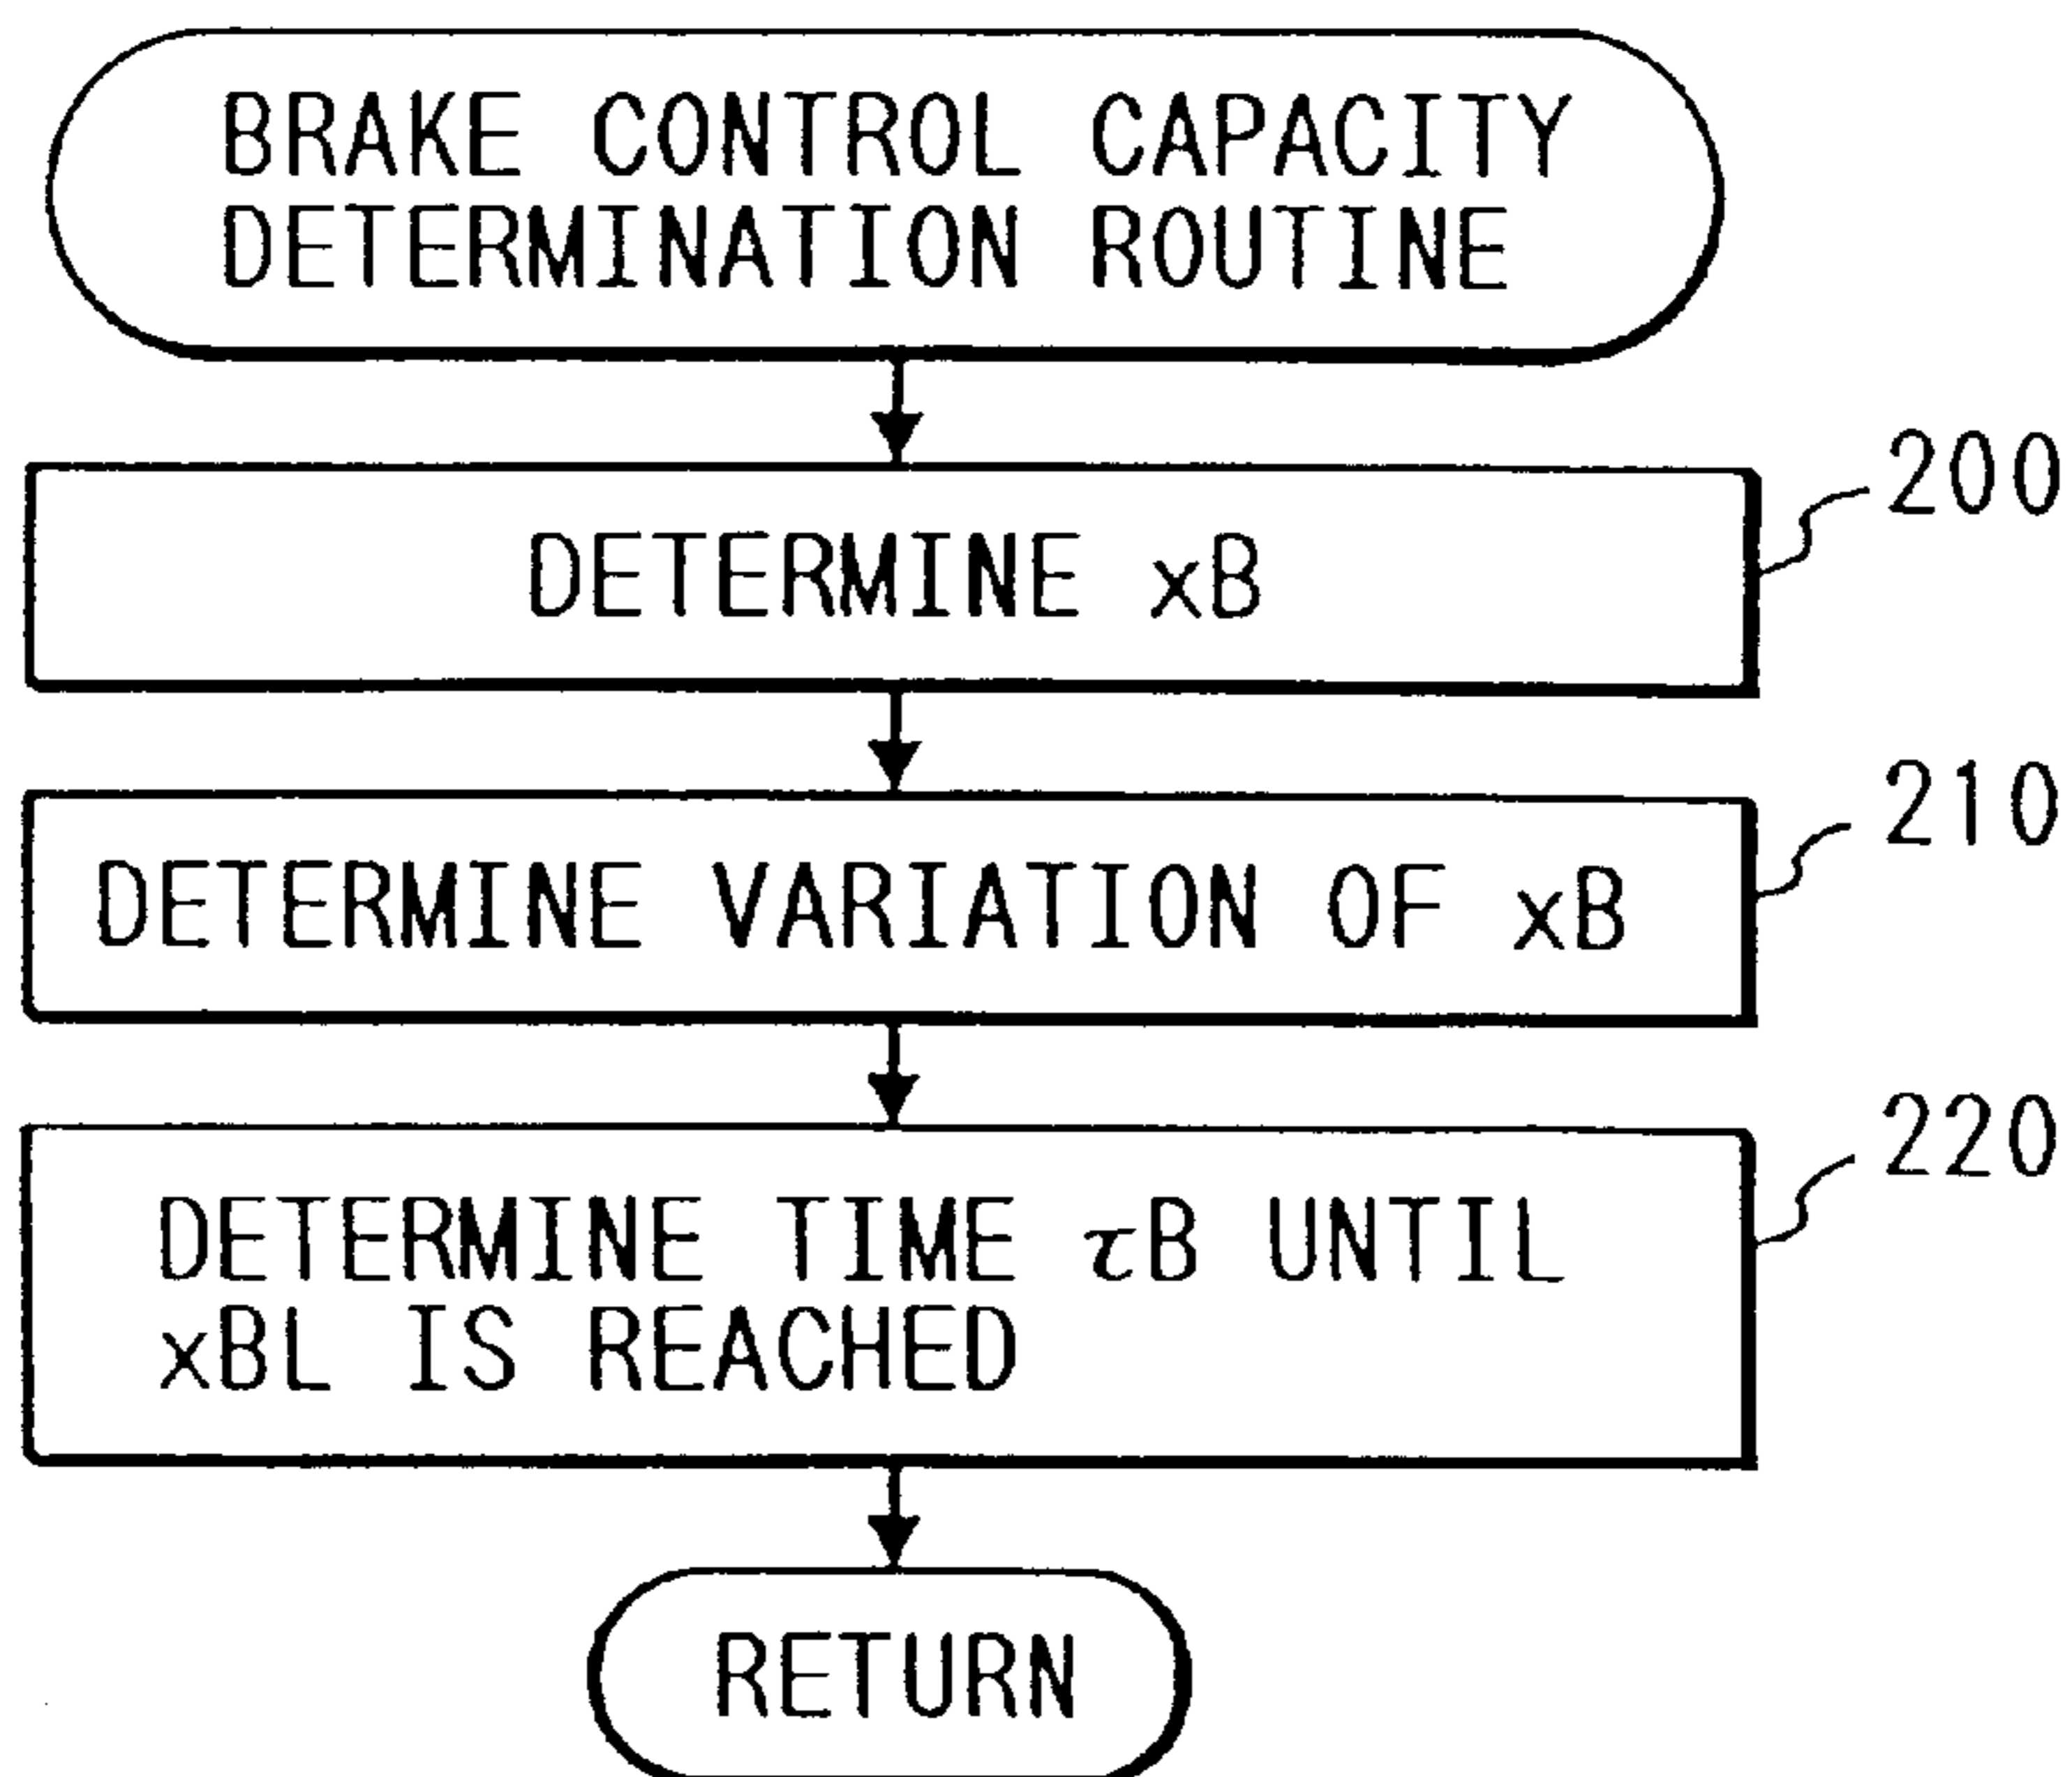 BRAKE CONTROL CAPACITY
DETERMINATION ROUTINE
200
DETERMINE xB
210
DETERMINE VARIATION OF xB
220
DETERMINE TIME τB UNTIL
xBL IS REACHED
RETURN